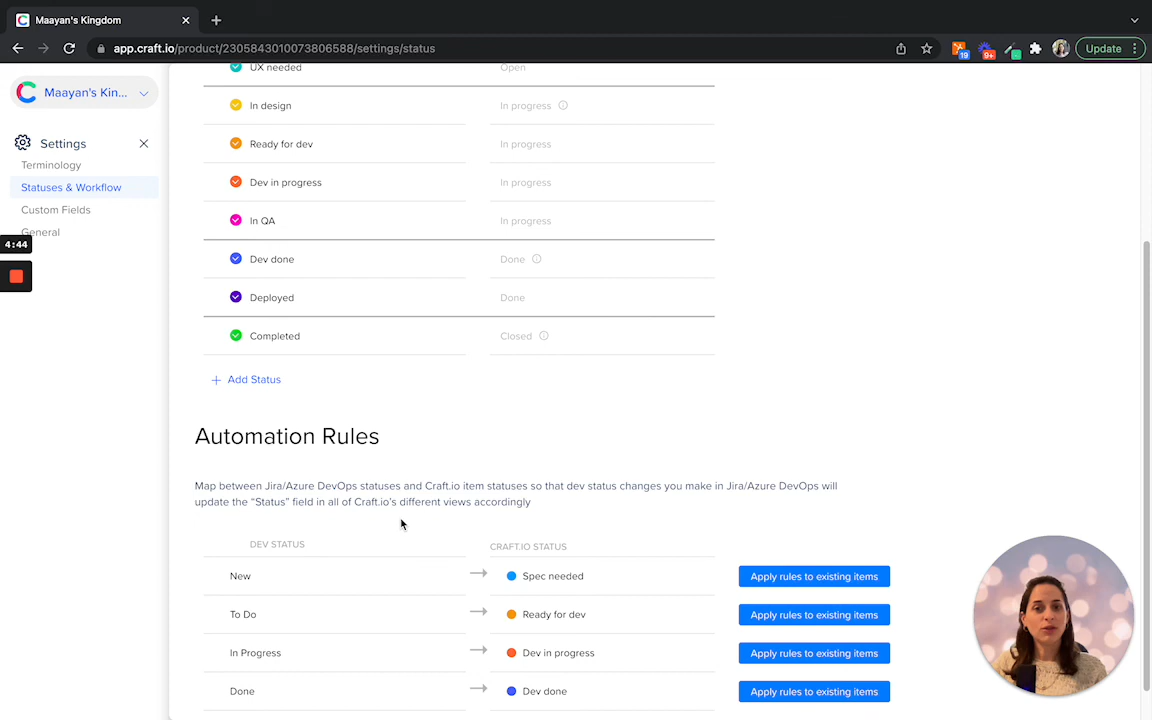 Maayan's Kingdom
app.craft.io/product/2305843010073806588/settings/status
19
9+
Update
Maayan's Kin...
Settings
Terminology
Statuses & Workflow
Custom Fields
General
4:44
UX needed Open
In design In progress
Ready for dev In progress
Dev in progress In progress
In QA In progress
Dev done Done
Deployed Done
Completed Closed
+ Add Status
Automation Rules
Map between Jira/Azure DevOps statuses and Craft.io item statuses so that dev status changes you make in Jira/Azure DevOps will
update the “Status” field in all of Craft.io's different views accordingly
DEV STATUS CRAFT.IO STATUS
New → Spec needed Apply rules to existing items
To Do → Ready for dev Apply rules to existing items
In Progress → Dev in progress Apply rules to existing items
Done → Dev done Apply rules to existing items